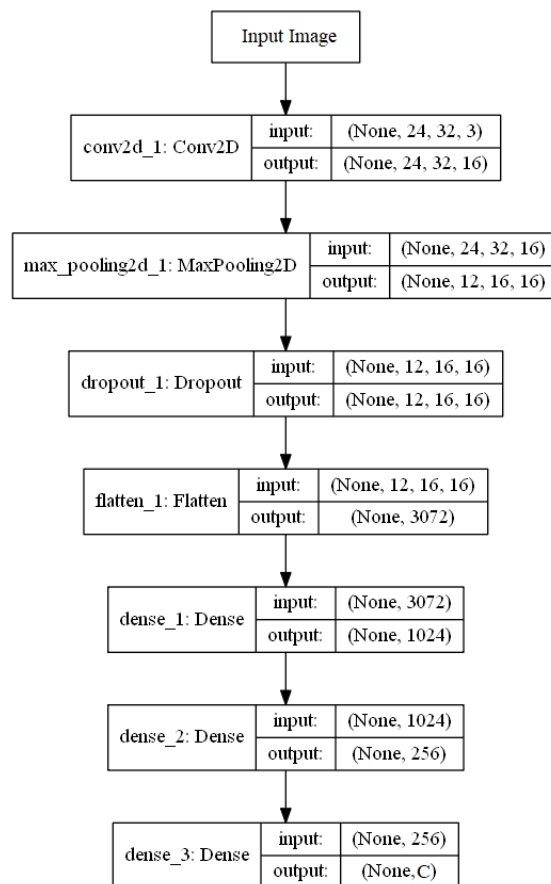 Input Image
conv2d_1: Conv2D
input: (None, 24, 32, 3)
output: (None, 24, 32, 16)
max_pooling2d_1: MaxPooling2D
input: (None, 24, 32, 16)
output: (None, 12, 16, 16)
dropout_1: Dropout
input: (None, 12, 16, 16)
output: (None, 12, 16, 16)
flatten_1: Flatten
input: (None, 12, 16, 16)
output: (None, 3072)
dense_1: Dense
input: (None, 3072)
output: (None, 1024)
dense_2: Dense
input: (None, 1024)
output: (None, 256)
dense_3: Dense
input: (None, 256)
output: (None, C)